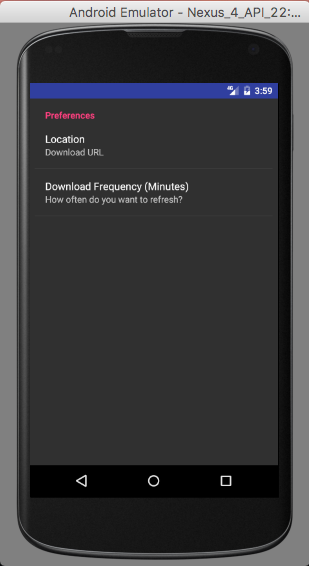 Android Emulator - Nexus_4_API_22:...
4G 3:59
Preferences
Location
Download URL
Download Frequency (Minutes)
How often do you want to refresh?